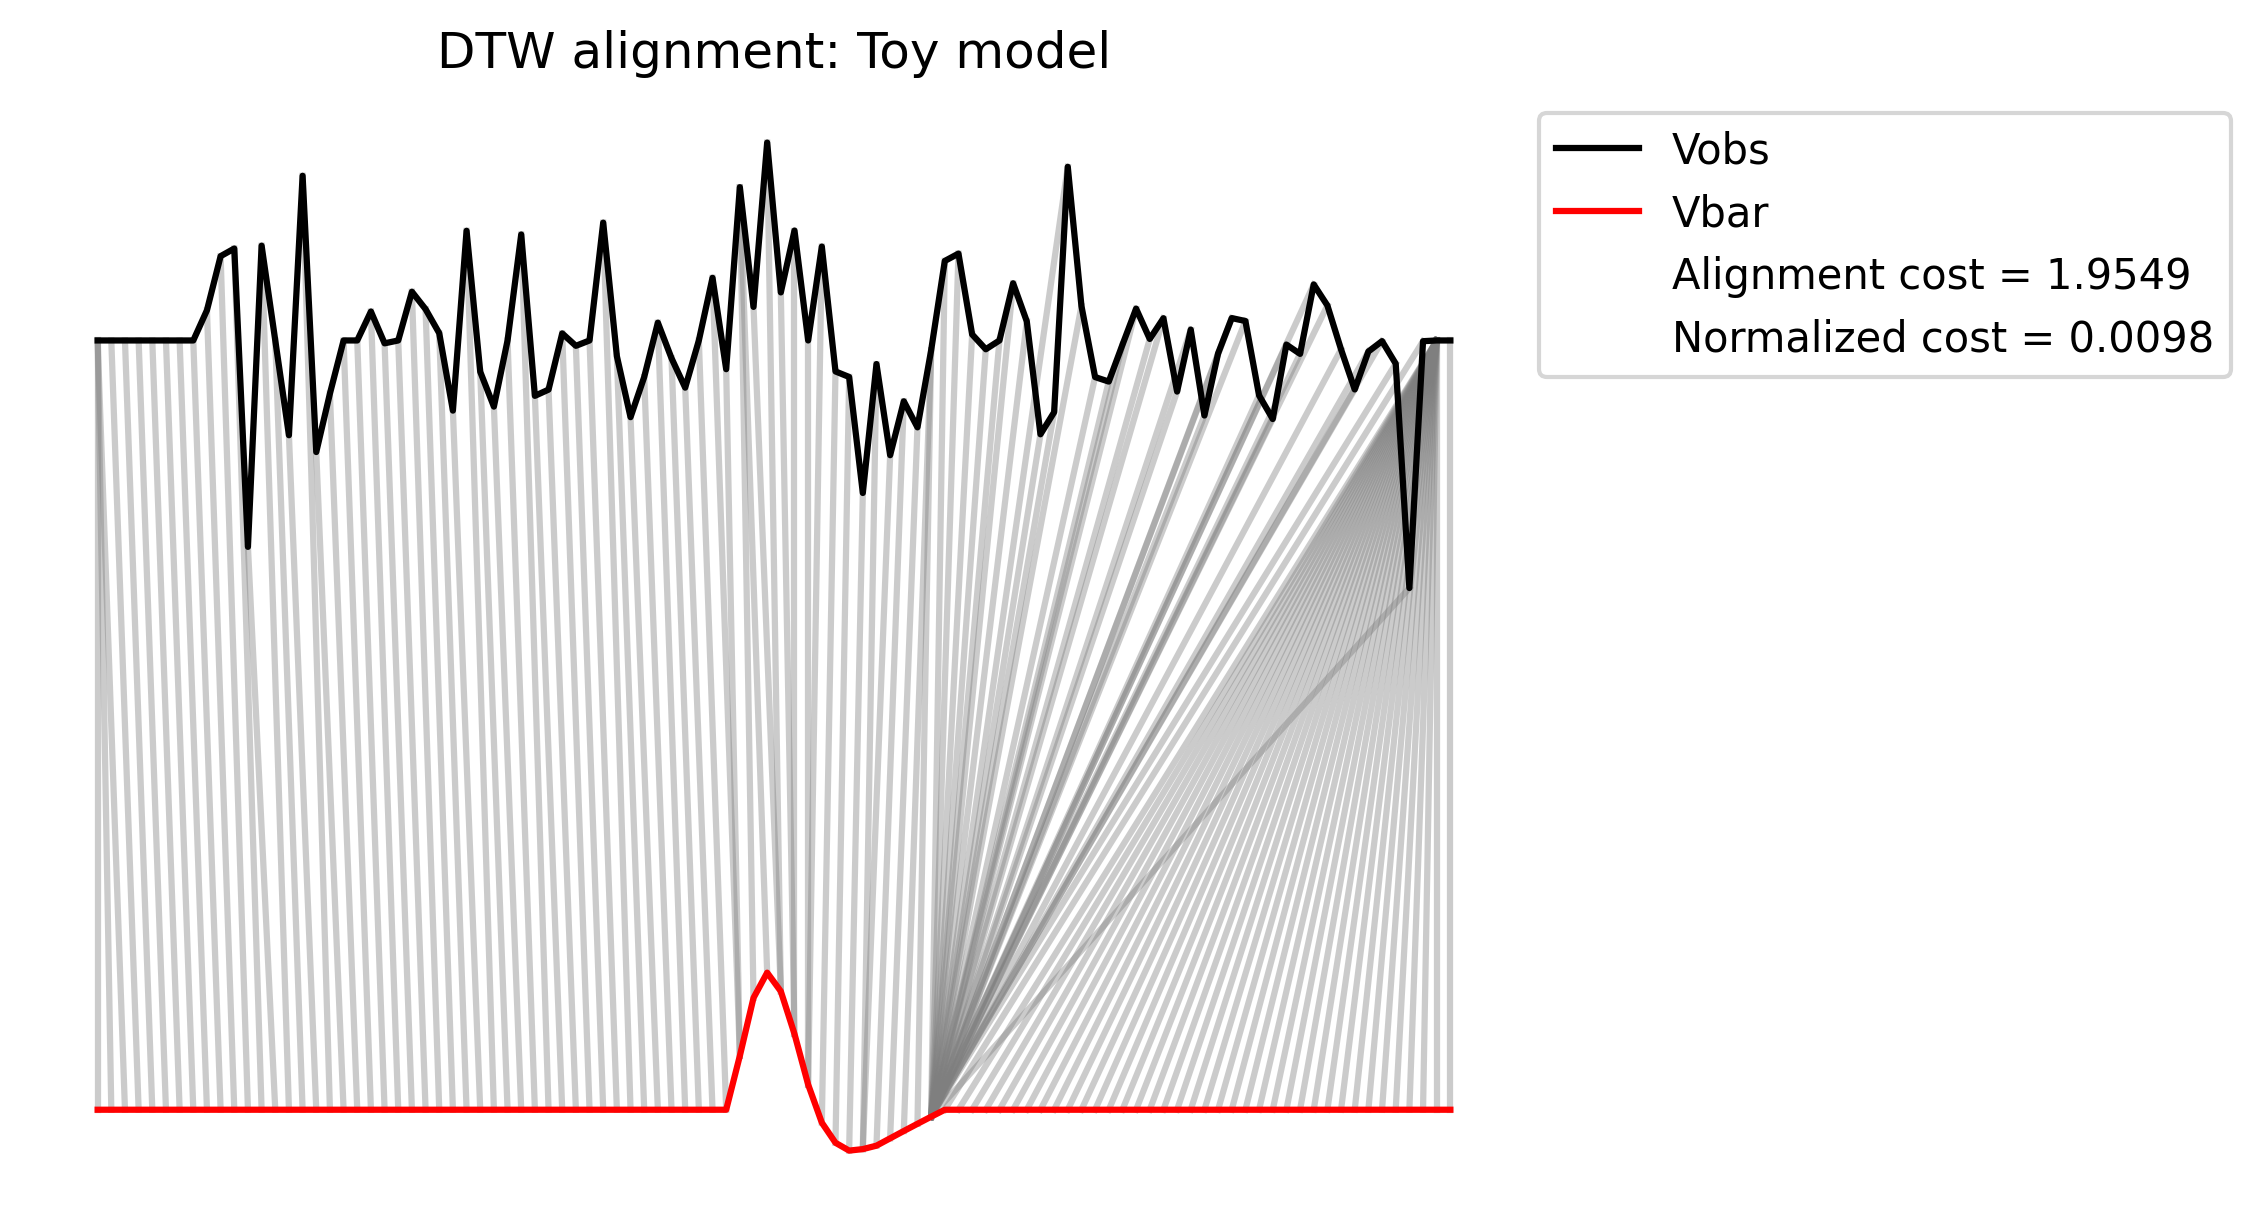 DTW alignment: Toy model
Vobs
Vbar
Alignment cost = 1.9549
Normalized cost = 0.0098